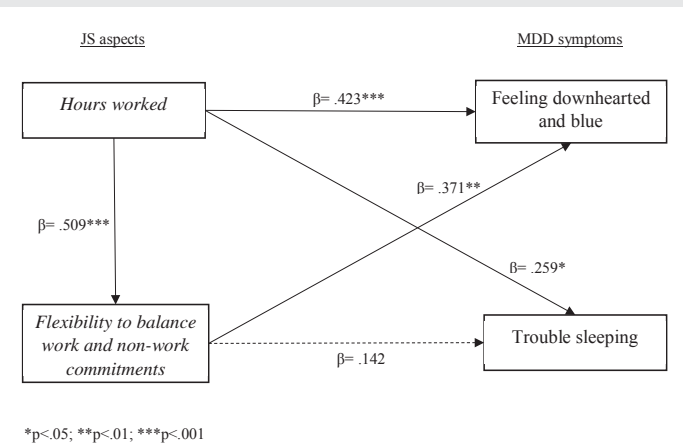 JS aspects
MDD symptoms
Hours worked
β= .423***
Feeling downhearted
and blue
β= .371**
β= .509***
β= .259*
Flexibility to balance
work and non-work
commitments
Trouble sleeping
β= .142
*p<.05; **p<.01; ***p<.001